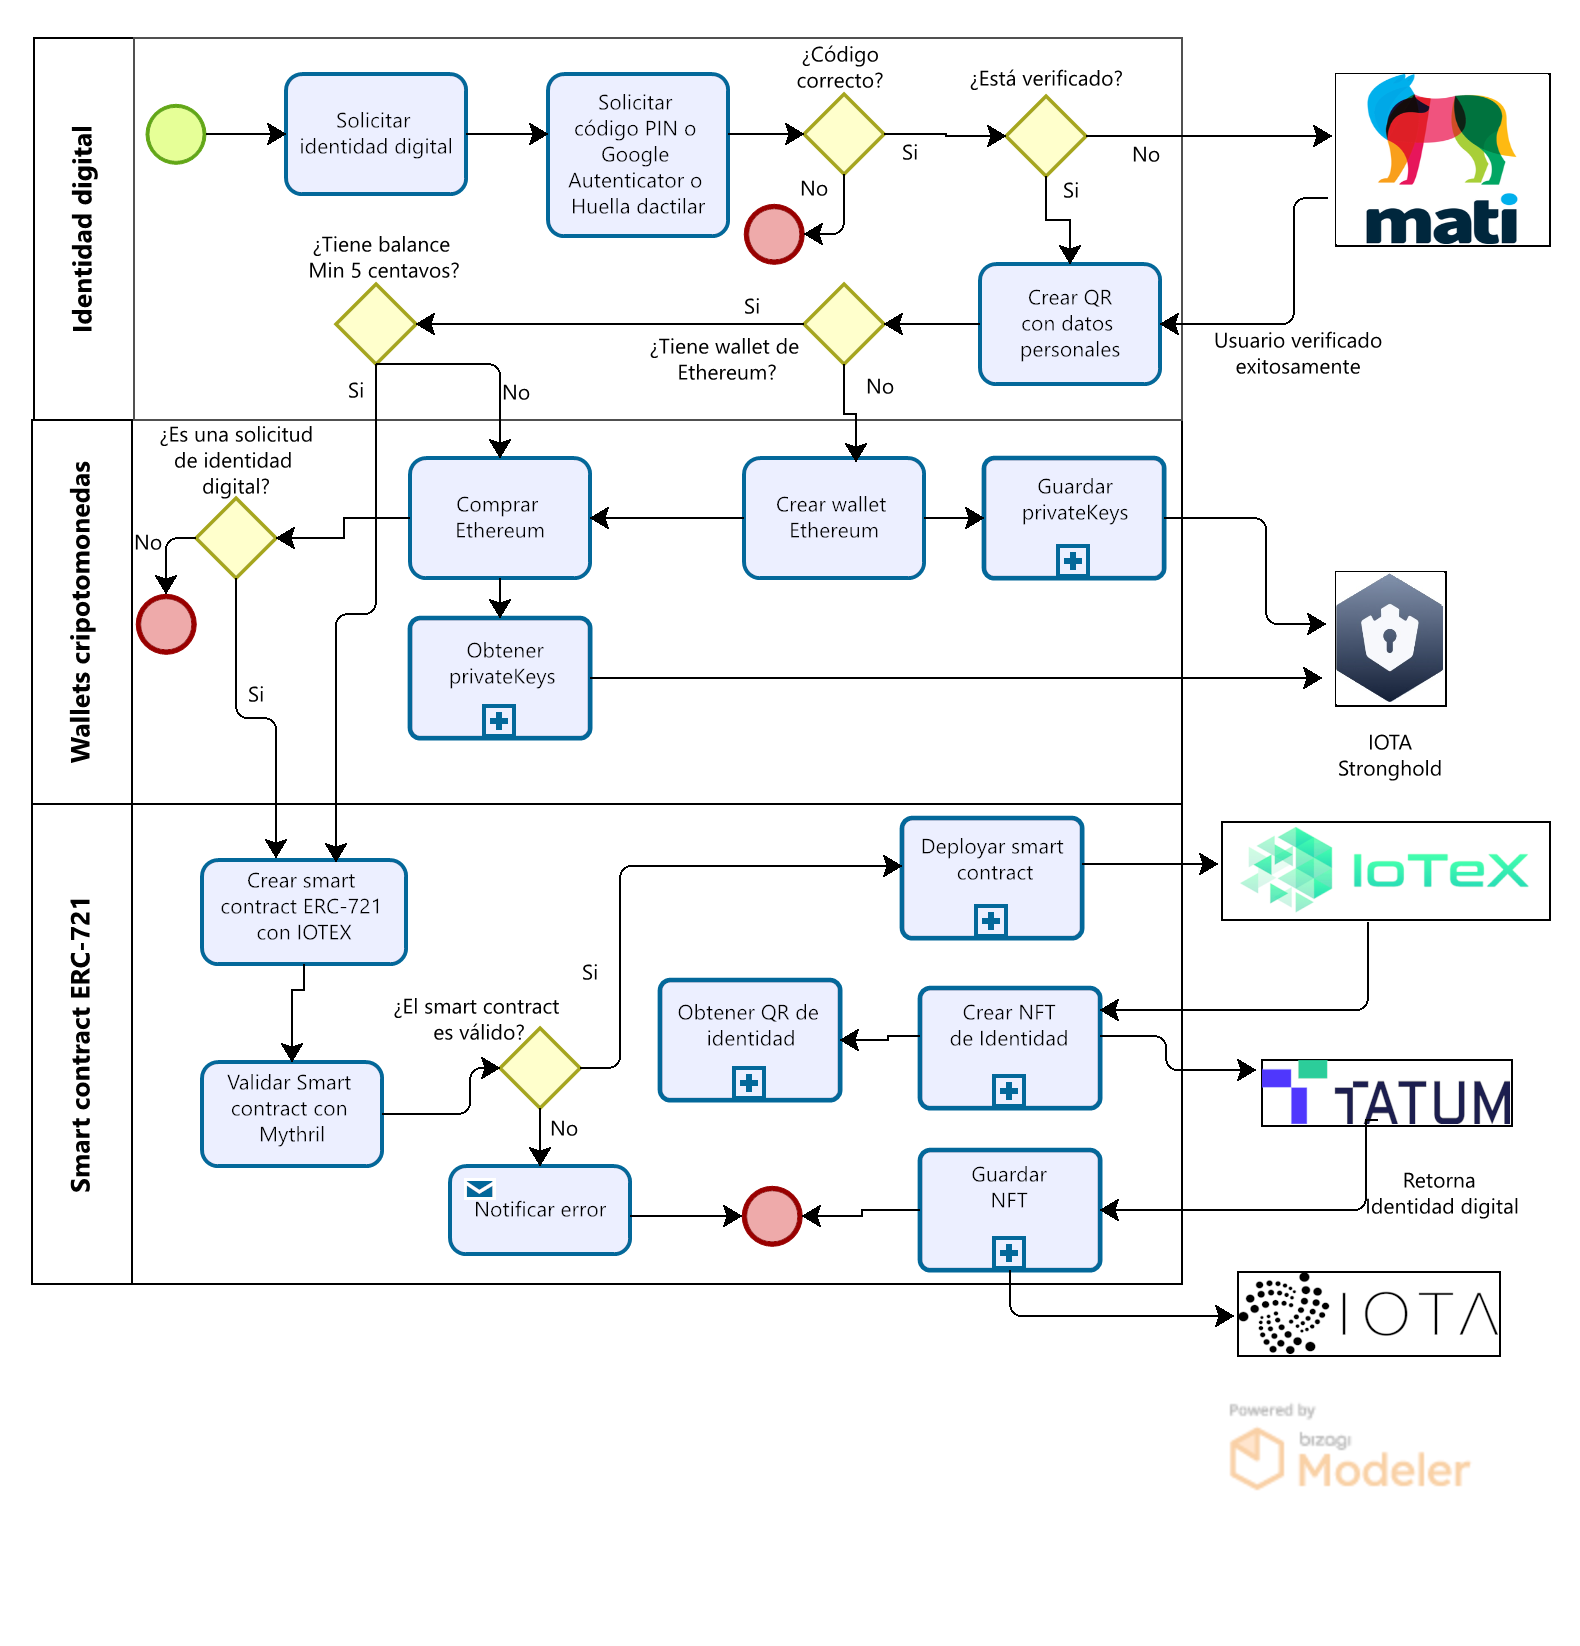 Identidad digital
Solicitar
identidad digital
Solicitar
código PIN o
Google
Autenticator o
Huella dactilar
¿Código
correcto?
Si
No
¿Está verificado?
No
Si
mati
Usuario verificado
exitosamente
Crear QR
con datos
personales
¿Tiene wallet de
Ethereum?
Si
No
¿Tiene balance
Min 5 centavos?
Si
No
Wallets cripotomonedas
¿Es una solicitud
de identidad
digital?
No
Si
Comprar
Ethereum
Crear wallet
Ethereum
Guardar
privateKeys
Obtener
privateKeys
IOTA
Stronghold
Smart contract ERC-721
Crear smart
contract ERC-721
con IOTEX
Validar Smart
contract con
Mythril
¿El smart contract
es válido?
Si
No
Notificar error
Deployar smart
contract
IoTeX
Obtener QR de
identidad
Crear NFT
de Identidad
TATUM
Retorna
Identidad digital
Guardar
NFT
IOTA
Powered by
bizagi
Modeler